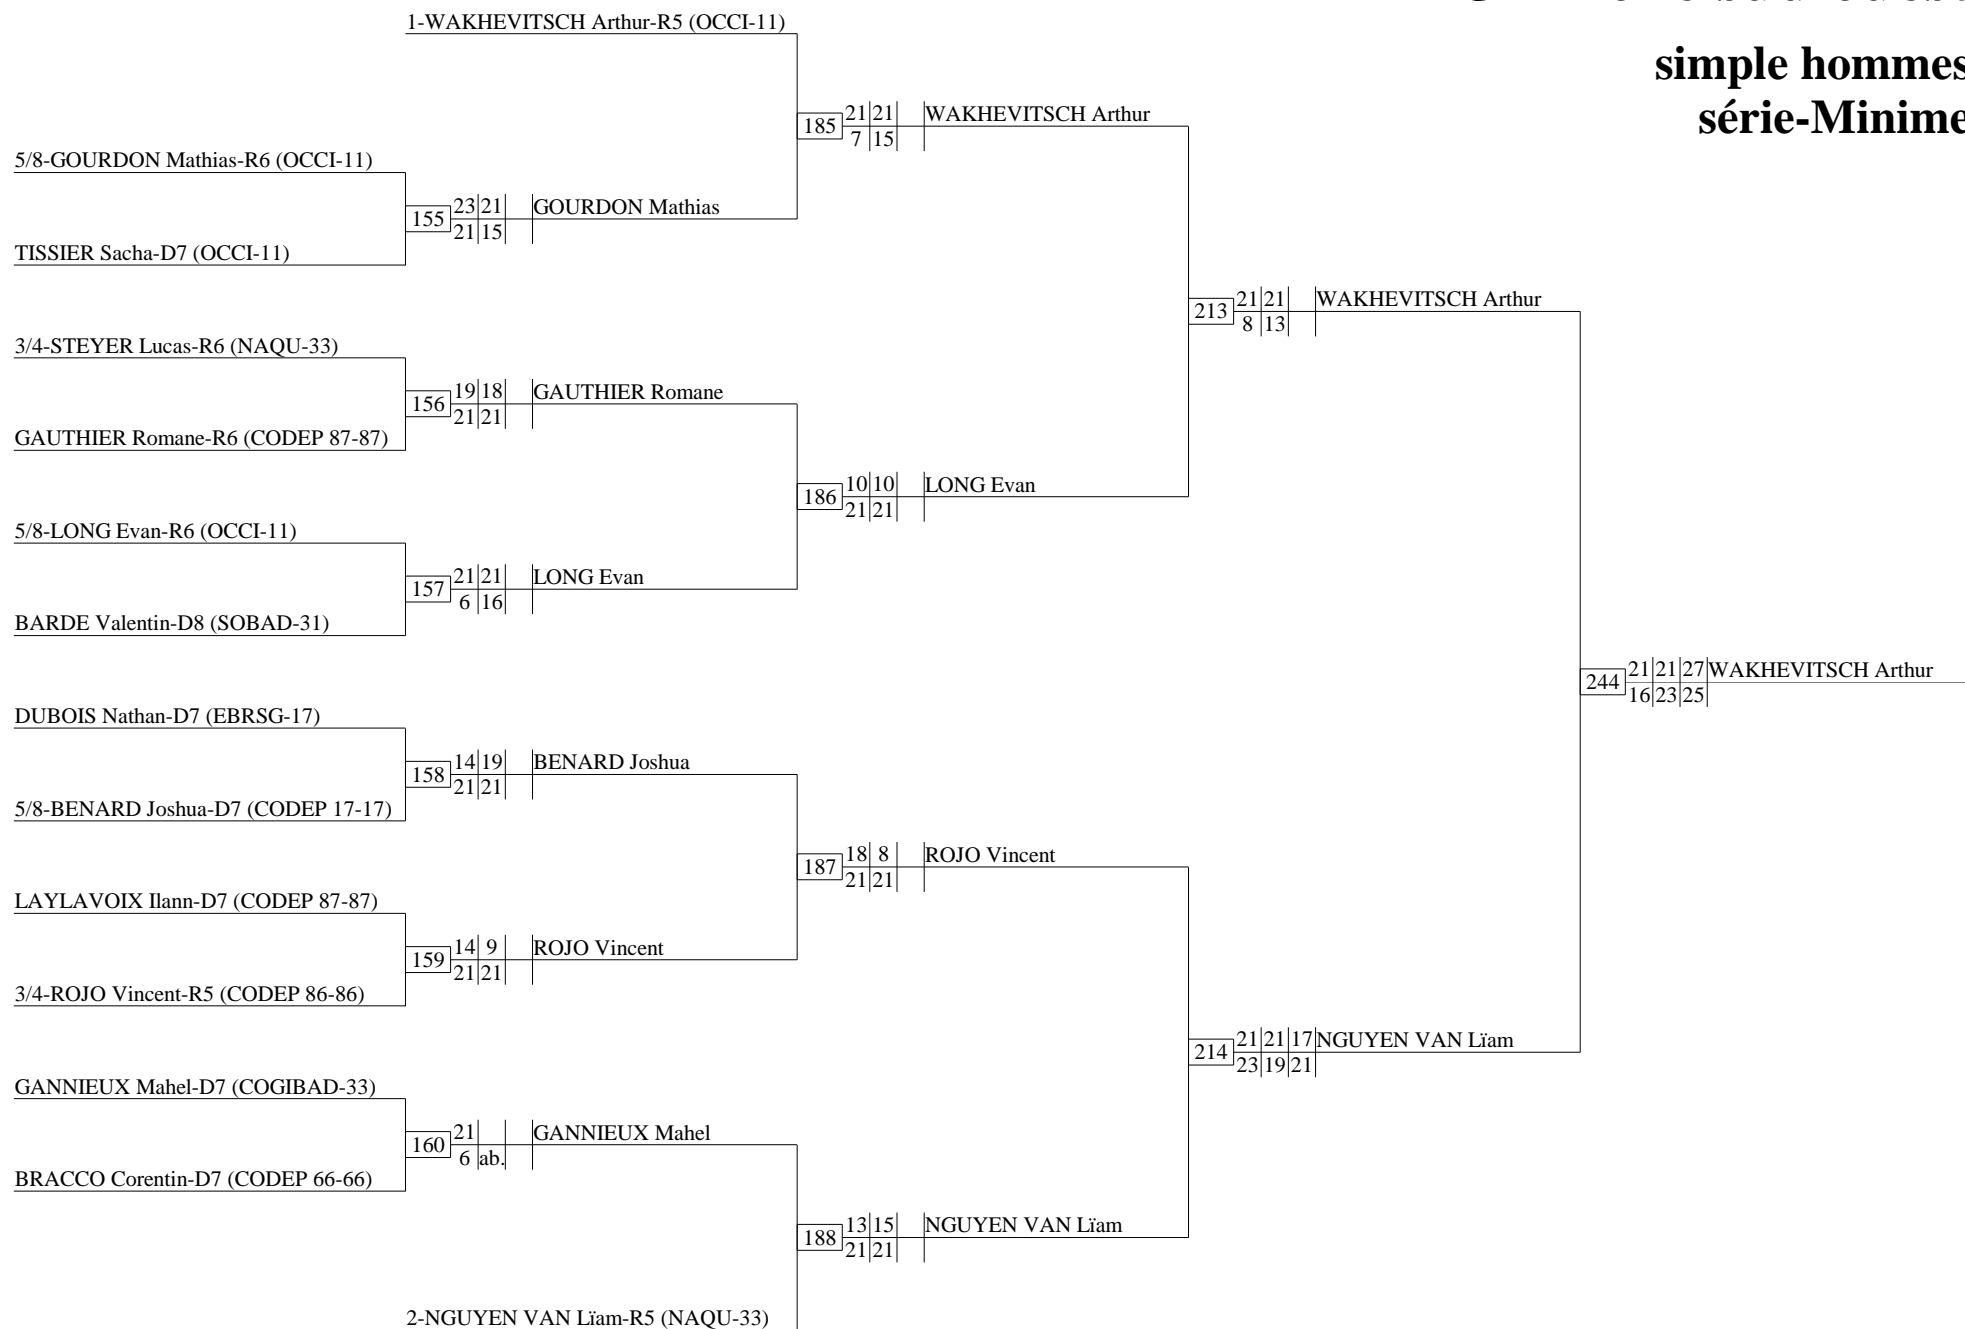 1-WAKHEVITSCH Arthur-R5 (OCCI-11)
simple hommes
série-Minime
185 21 21 WAKHEVITSCH Arthur
7 15
5/8-GOURDON Mathias-R6 (OCCI-11)
155 23 21 GOURDON Mathias
21 15
TISSIER Sacha-D7 (OCCI-11)
213 21 21 WAKHEVITSCH Arthur
8 13
3/4-STEYER Lucas-R6 (NAQU-33)
156 19 18 GAUTHIER Romane
21 21
GAUTHIER Romane-R6 (CODEP 87-87)
186 10 10 LONG Evan
21 21
5/8-LONG Evan-R6 (OCCI-11)
157 21 21 LONG Evan
6 16
BARDE Valentin-D8 (SOBAD-31)
244 21 21 27 WAKHEVITSCH Arthur
16 23 25
DUBOIS Nathan-D7 (EBRSG-17)
158 14 19 BENARD Joshua
21 21
5/8-BENARD Joshua-D7 (CODEP 17-17)
187 18 8 ROJO Vincent
21 21
LAYLAVOIX Ilann-D7 (CODEP 87-87)
159 14 9 ROJO Vincent
21 21
3/4-ROJO Vincent-R5 (CODEP 86-86)
214 21 21 17 NGUYEN VAN Lïam
23 19 21
GANNIEUX Mahel-D7 (COGIBAD-33)
160 21 GANNIEUX Mahel
6 ab.
BRACCO Corentin-D7 (CODEP 66-66)
188 13 15 NGUYEN VAN Lïam
21 21
2-NGUYEN VAN Lïam-R5 (NAQU-33)